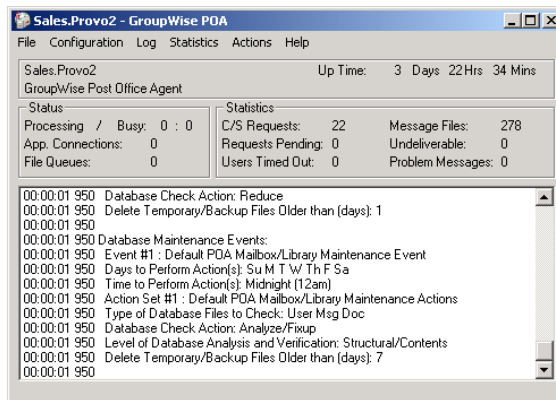 Sales.Provo2 - GroupWise POA
File Configuration Log Statistics Actions Help
Sales.Provo2 Up Time: 3 Days 22 Hrs 34 Mins
GroupWise Post Office Agent
Status Statistics
Processing / Busy: 0 : 0 C/S Requests: 22 Message Files: 278
App. Connections: 0 Requests Pending: 0 Undeliverable: 0
File Queues: 0 Users Timed Out: 0 Problem Messages: 0
00:00:01 950 Database Check Action: Reduce
00:00:01 950 Delete Temporary/Backup Files Older than (days): 1
00:00:01 950
00:00:01 950 Database Maintenance Events:
00:00:01 950 Event #1 : Default POA Mailbox/Library Maintenance Event
00:00:01 950 Days to Perform Action(s): Su M T W Th F Sa
00:00:01 950 Time to Perform Action(s): Midnight (12am)
00:00:01 950 Action Set #1 : Default POA Mailbox/Library Maintenance Actions
00:00:01 950 Type of Database Files to Check: User Msg Doc
00:00:01 950 Database Check Action: Analyze/Fixup
00:00:01 950 Level of Database Analysis and Verification: Structural/Contents
00:00:01 950 Delete Temporary/Backup Files Older than (days): 7
00:00:01 950